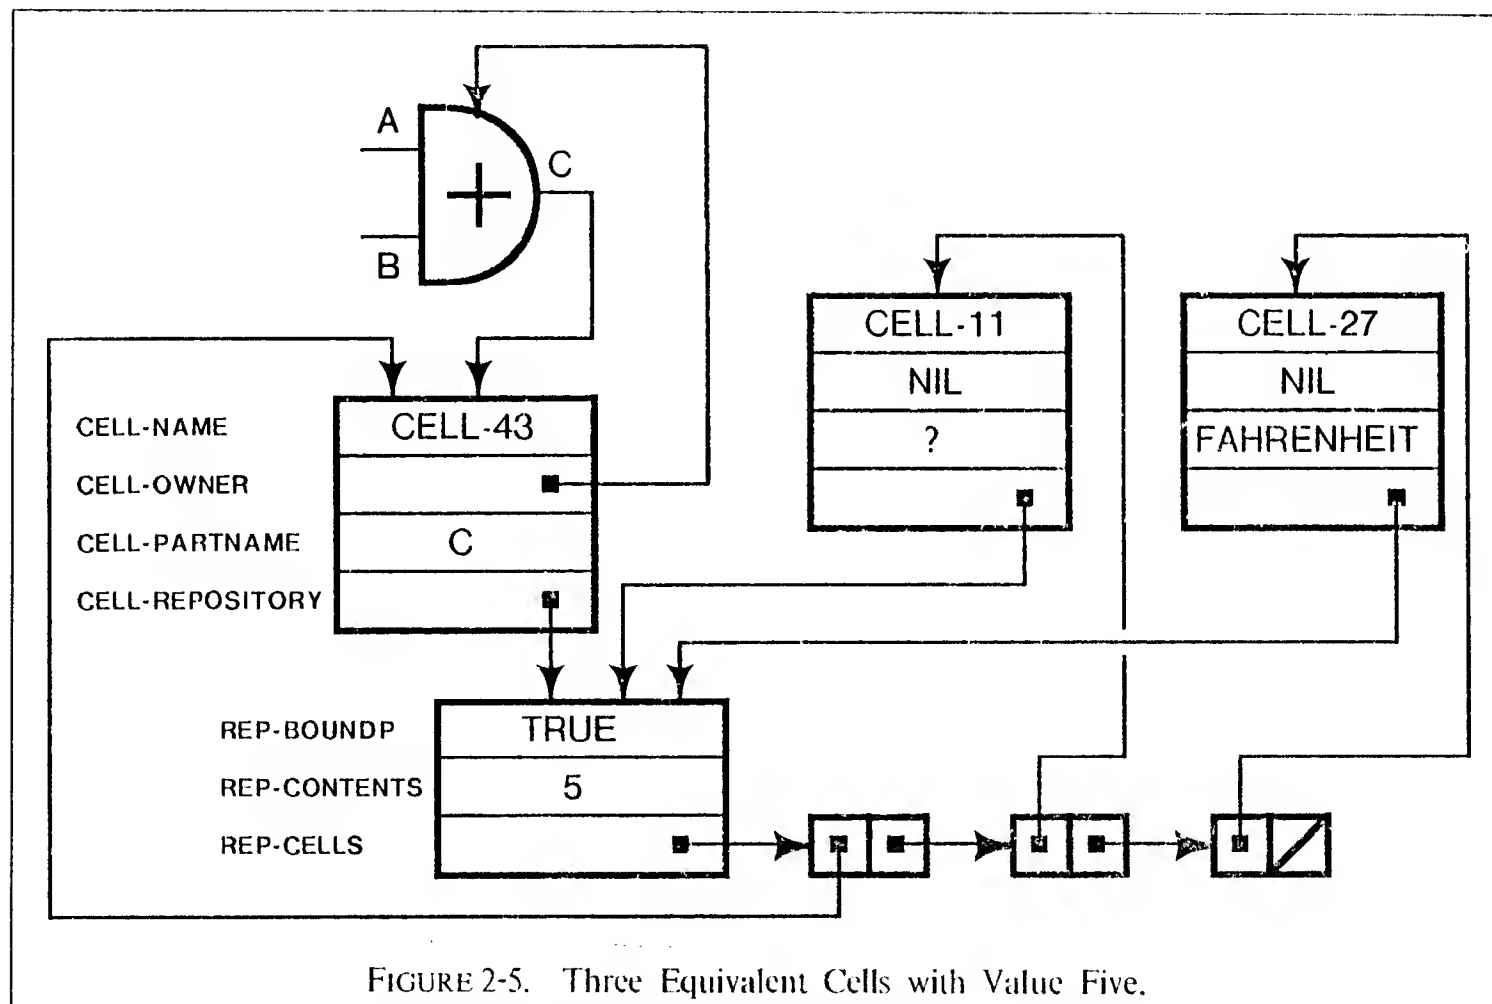 A
C
B
CELL-11
CELL-27
NIL
NIL
CELL-NAME
CELL-43
?
FAHRENHEIT
CELL-OWNER
CELL-PARTNAME
C
CELL-REPOSITORY
REP-BOUNDP
TRUE
REP-CONTENTS
5
REP-CELLS
FIGURE 2-5. Three Equivalent Cells with Value Five.